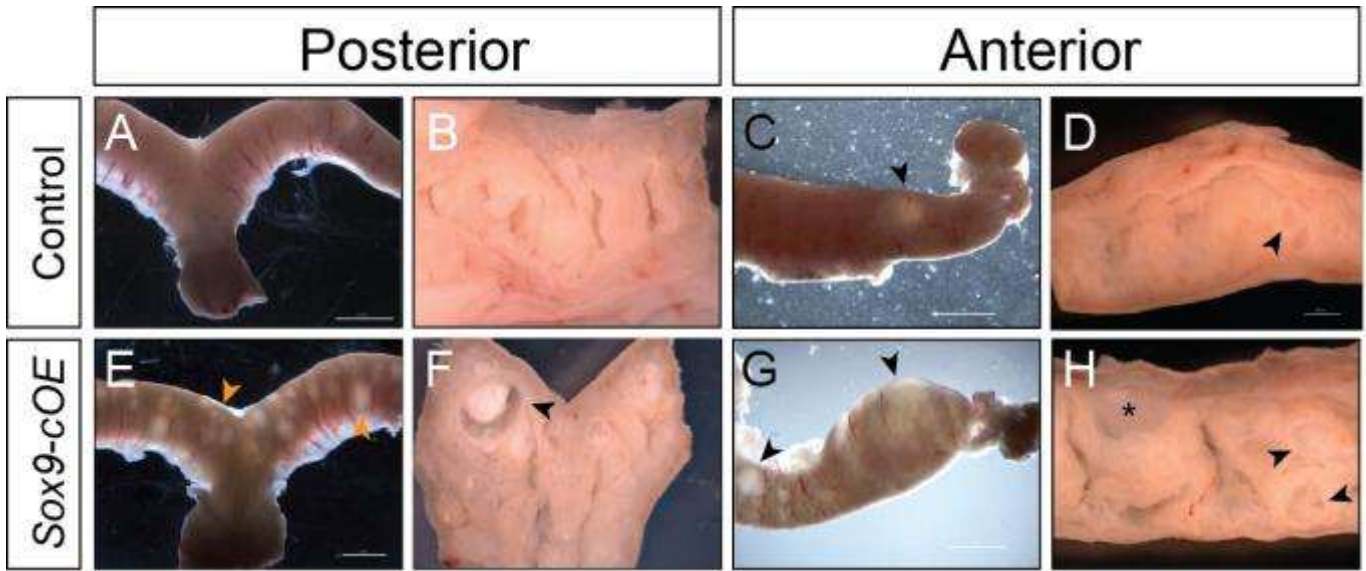 Posterior
Anterior
Control
A
B
C
D
Sox9-cOE
E
F
G
H
*